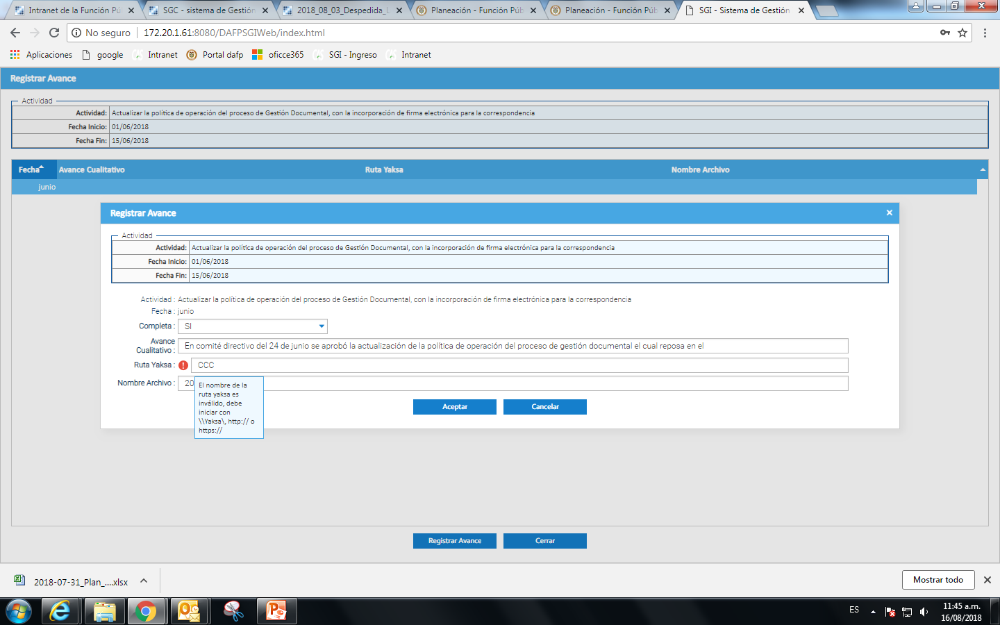 Intranet de la Función Pú
SGC - sistema de Gestión
2018_08_03_Despedida_L
Planeación - Función Púb
Planeación - Función Púb
SGI - Sistema de Gestión
No seguro
172.20.1.61:8080/DAFPSGIWeb/index.html
Aplicaciones
google
Intranet
Portal dafp
oficce365
SGI - Ingreso
Intranet
Registrar Avance
Actividad
Actividad: Actualizar la política de operación del proceso de Gestión Documental, con la incorporación de firma electrónica para la correspondencia
Fecha Inicio: 01/06/2018
Fecha Fin: 15/06/2018
Fecha Avance Cualitativo Ruta Yaksa Nombre Archivo
junio
Registrar Avance
Actividad
Actividad: Actualizar la política de operación del proceso de Gestión Documental, con la incorporación de firma electrónica para la correspondencia
Fecha Inicio: 01/06/2018
Fecha Fin: 15/06/2018
Actividad : Actualizar la política de operación del proceso de Gestión Documental, con la incorporación de firma electrónica para la correspondencia
Fecha : junio
Completa : SI
Avance
Cualitativo : En comité directivo del 24 de junio se aprobó la actualización de la política de operación del proceso de gestión documental el cual reposa en el
Ruta Yaksa : CCC
Nombre Archivo : 20
El nombre de la
ruta yaksa es
inválido, debe
iniciar con
\\Yaksa\, http:// o
https://
Aceptar
Cancelar
Registrar Avance
Cerrar
2018-07-31_Plan_....xlsx
Mostrar todo
ES
11:45 a.m.
16/08/2018